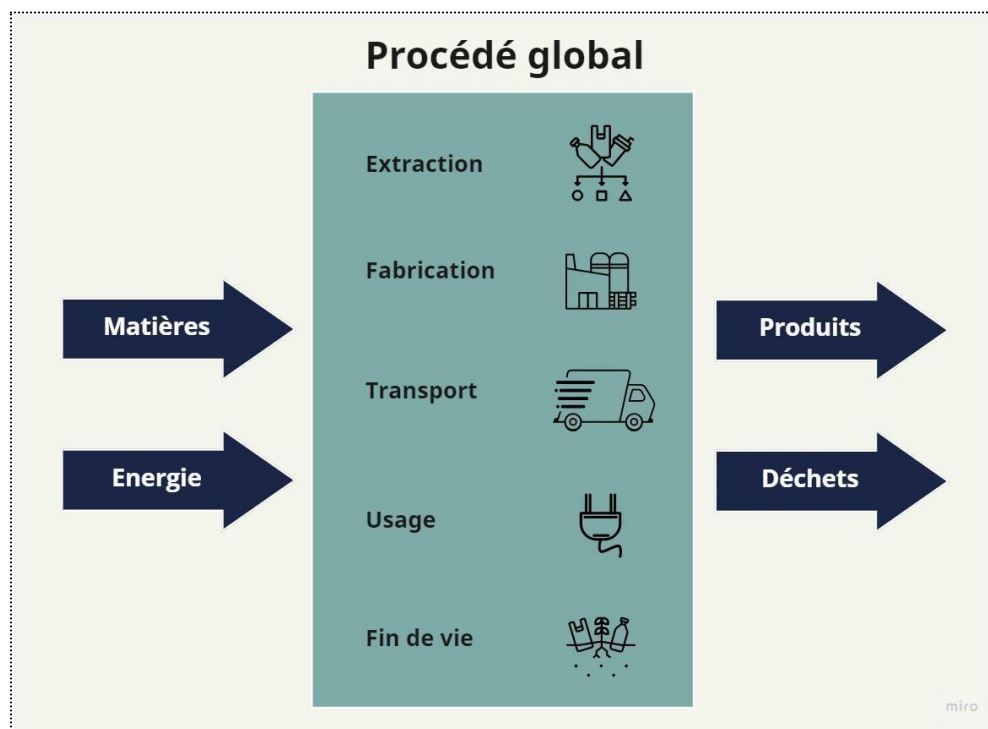 Procédé global
Extraction
Fabrication
Matières
Produits
Transport
Energie
Déchets
Usage
Fin de vie
miro